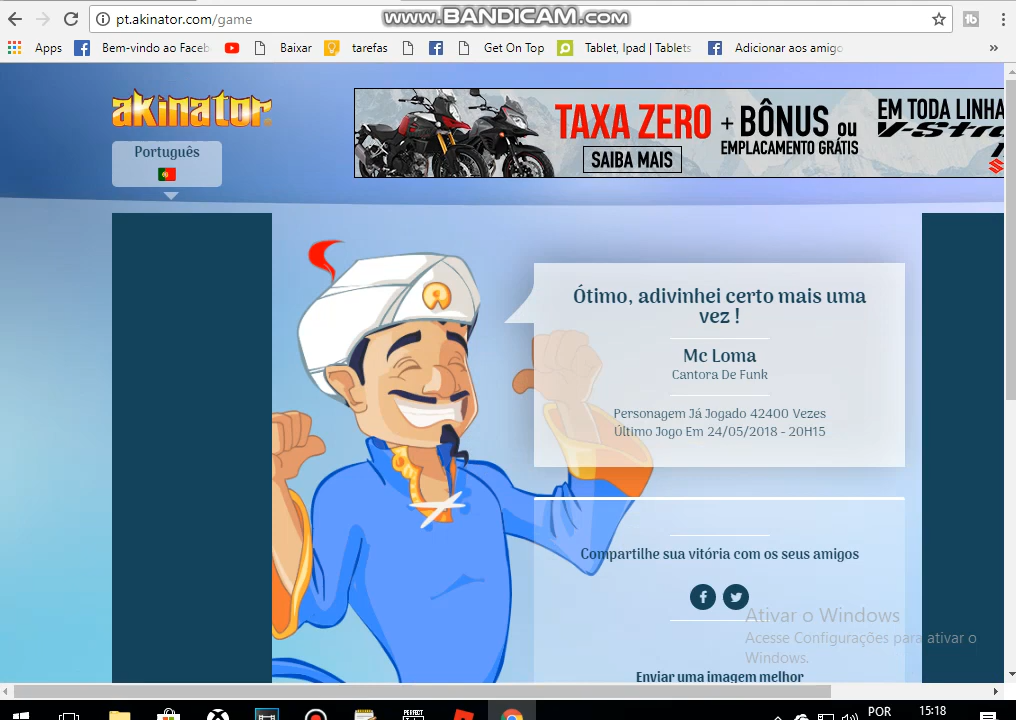 pt.akinator.com/game
WWW.BANDICAM.COM
Apps Bem-vindo ao Faceb Baixar tarefas Get On Top Tablet, Ipad | Tablets Adicionar aos amigo »
akinator.
Português
TAXA ZERO + BÔNUS ou
EMPLACAMENTO GRÁTIS
SAIBA MAIS
EM TODA LINHA
V-Stro
Ótimo, adivinhei certo mais uma
vez !
Mc Loma
Cantora De Funk
Personagem Já Jogado 42400 Vezes
Último Jogo Em 24/05/2018 - 20H15
Compartilhe sua vitória com os seus amigos
Ativar o Windows
Acesse Configurações para ativar o
Windows.
Enviar uma imagem melhor
POR 15:18